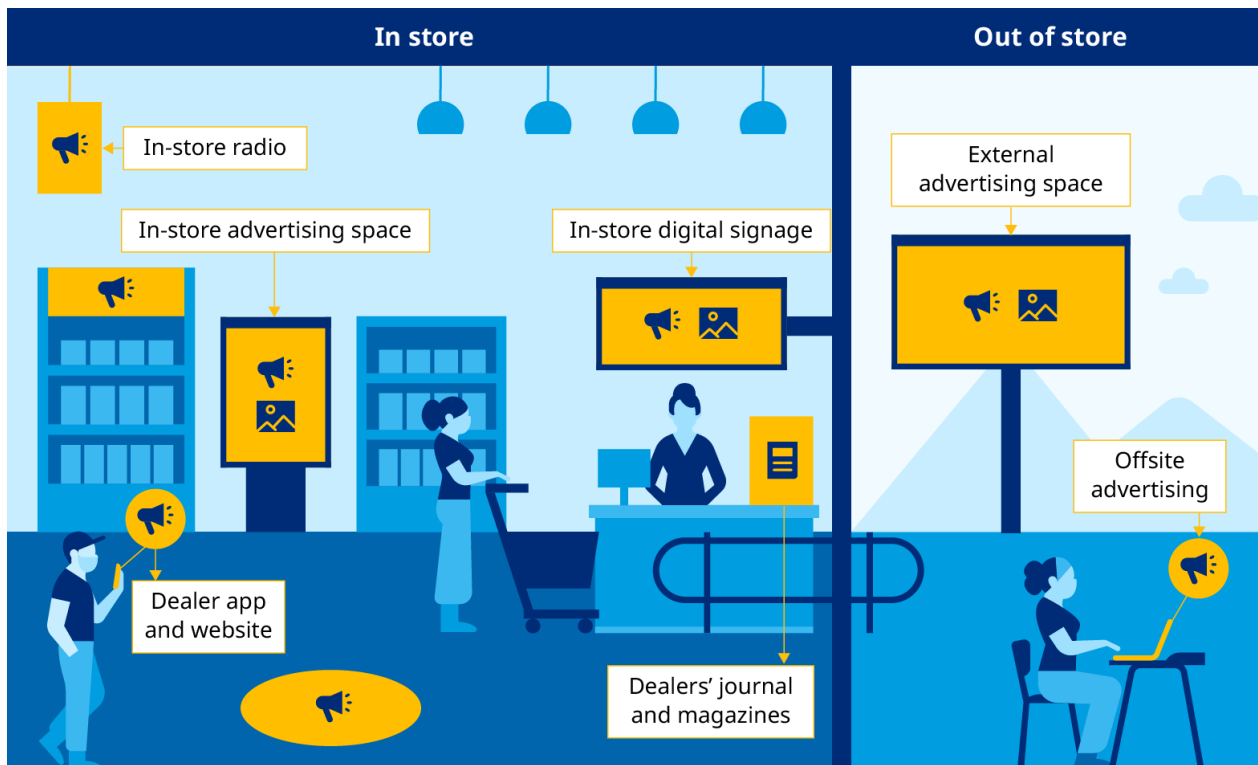 In store
Out of store
In-store radio
External
advertising space
In-store advertising space
In-store digital signage
Offsite
advertising
Dealer app
and website
Dealers’ journal
and magazines